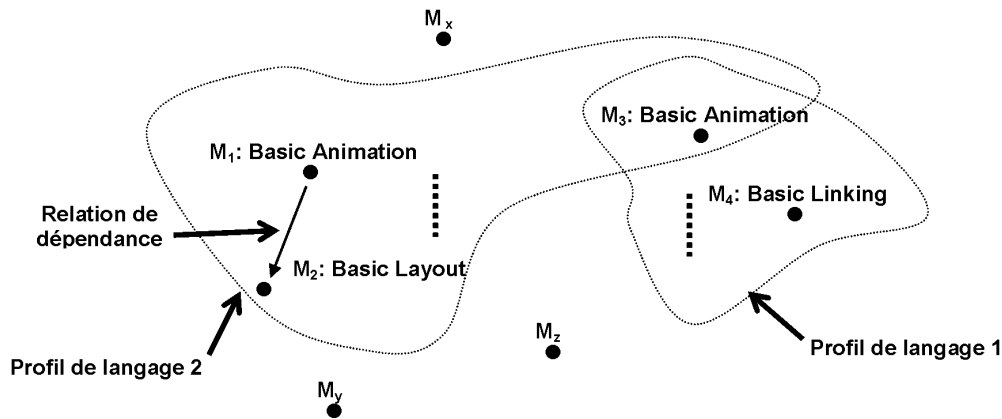 Mx
M3: Basic Animation
M1: Basic Animation
M4: Basic Linking
Relation de
dépendance
M2: Basic Layout
Mz
Profil de langage 1
Profil de langage 2
My